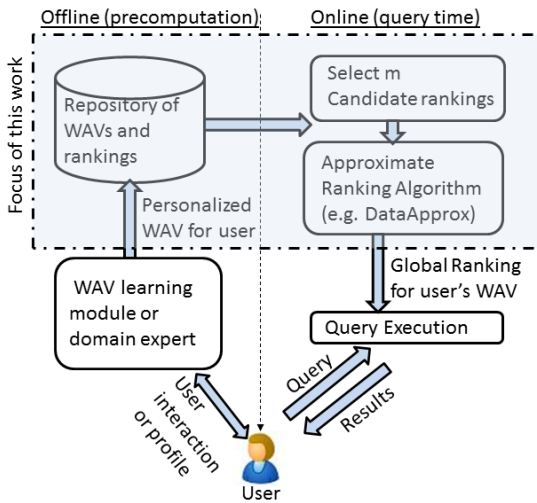 Offline (precomputation)
Online (query time)
Focus of this work
Repository of
WAVs and
rankings
Select m
Candidate rankings
Approximate
Ranking Algorithm
(e.g. DataApprox)
Personalized
WAV for user
WAV learning
module or
domain expert
Global Ranking
for user's WAV
Query Execution
User
interaction
or profile
Query
Results
User